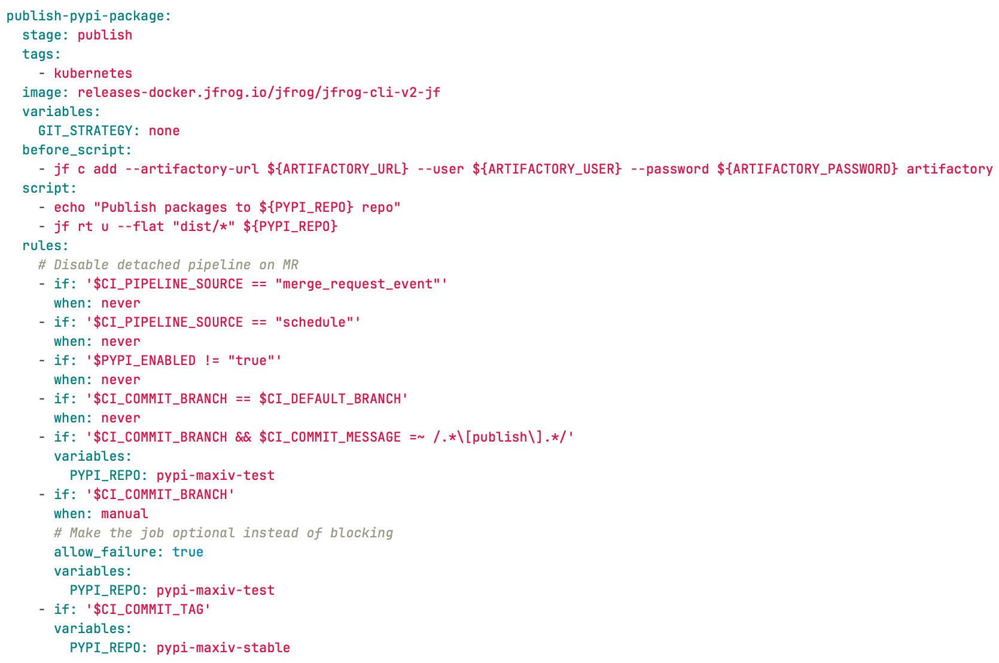 publish-pypi-package:
  stage: publish
  tags:
    - kubernetes
  image: releases-docker.jfrog.io/jfrog/jfrog-cli-v2-jf
  variables:
    GIT_STRATEGY: none
  before_script:
    - jf c add --artifactory-url ${ARTIFACTORY_URL} --user ${ARTIFACTORY_USER} --password ${ARTIFACTORY_PASSWORD} artifactory
  script:
    - echo "Publish packages to ${PYPI_REPO} repo"
    - jf rt u --flat "dist/*" ${PYPI_REPO}
  rules:
    # Disable detached pipeline on MR
    - if: '$CI_PIPELINE_SOURCE == "merge_request_event"'
      when: never
    - if: '$CI_PIPELINE_SOURCE == "schedule"'
      when: never
    - if: '$PYPI_ENABLED != "true"'
      when: never
    - if: '$CI_COMMIT_BRANCH == $CI_DEFAULT_BRANCH'
      when: never
    - if: '$CI_COMMIT_BRANCH && $CI_COMMIT_MESSAGE =~ /.*\[publish\].*/'
      variables:
        PYPI_REPO: pypi-maxiv-test
    - if: '$CI_COMMIT_BRANCH'
      when: manual
      # Make the job optional instead of blocking
      allow_failure: true
      variables:
        PYPI_REPO: pypi-maxiv-test
    - if: '$CI_COMMIT_TAG'
      variables:
        PYPI_REPO: pypi-maxiv-stable